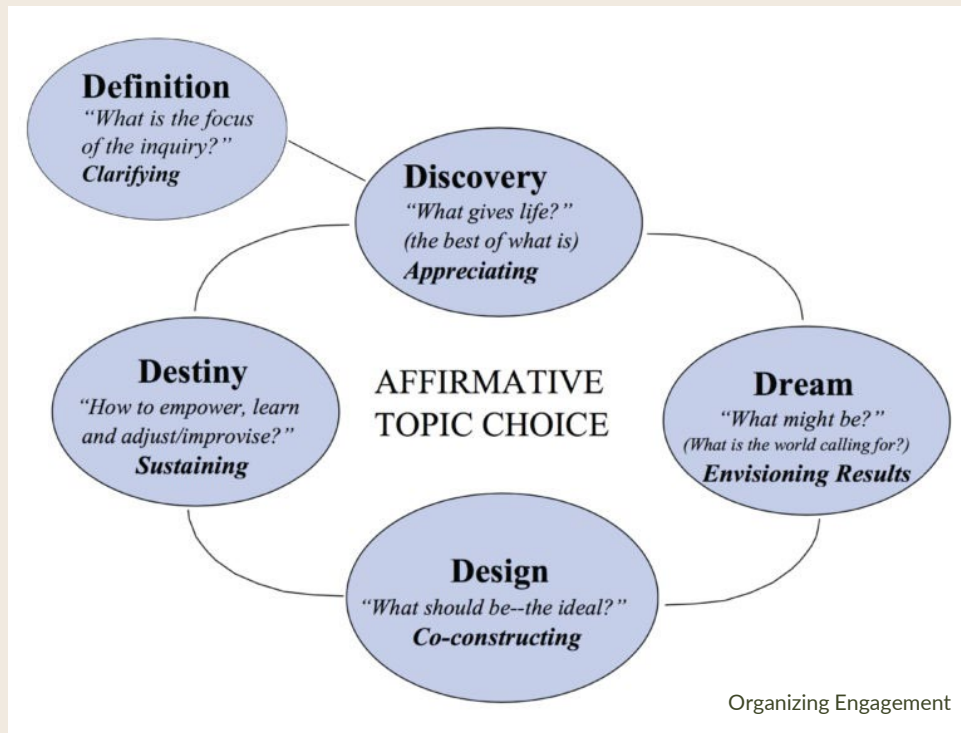 Definition
“What is the focus
of the inquiry?”
Clarifying
Discovery
“What gives life?”
(the best of what is)
Appreciating
Dream
“What might be?”
(What is the world calling for?)
Envisioning Results
Design
“What should be--the ideal?”
Co-constructing
Destiny
“How to empower, learn
and adjust/improvise?”
Sustaining
AFFIRMATIVE
TOPIC CHOICE
Organizing Engagement